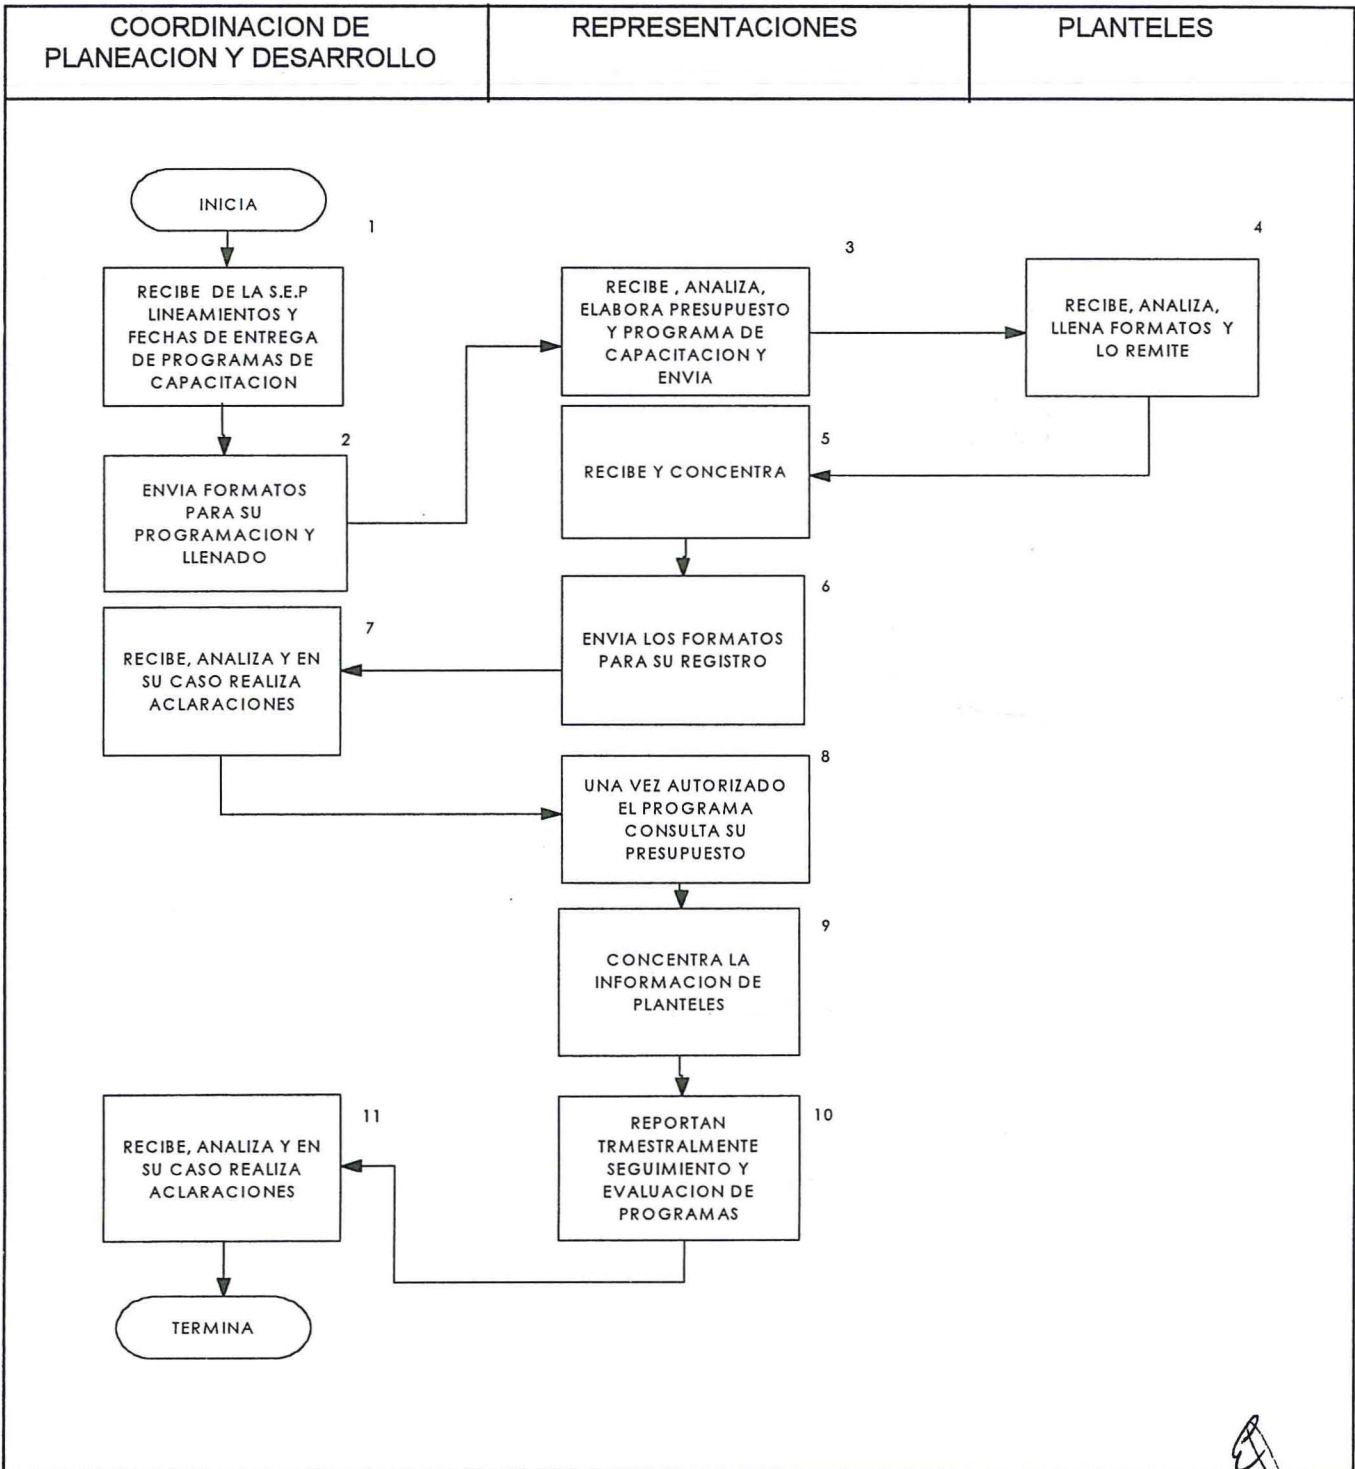 COORDINACION DE
PLANEACION Y DESARROLLO
REPRESENTACIONES
PLANTELES
INICIA
1
RECIBE DE LA S.E.P
LINEAMIENTOS Y
FECHAS DE ENTREGA
DE PROGRAMAS DE
CAPACITACION
2
ENVIA FORMATOS
PARA SU
PROGRAMACION Y
LLENADO
3
RECIBE , ANALIZA,
ELABORA PRESUPUESTO
Y PROGRAMA DE
CAPACITACION Y
ENVIA
4
RECIBE, ANALIZA,
LLENA FORMATOS Y
LO REMITE
5
RECIBE Y CONCENTRA
6
ENVIA LOS FORMATOS
PARA SU REGISTRO
7
RECIBE, ANALIZA Y EN
SU CASO REALIZA
ACLARACIONES
8
UNA VEZ AUTORIZADO
EL PROGRAMA
CONSULTA SU
PRESUPUESTO
9
CONCENTRA LA
INFORMACION DE
PLANTELES
10
REPORTAN
TRMESTRALMENTE
SEGUIMIENTO Y
EVALUACION DE
PROGRAMAS
11
RECIBE, ANALIZA Y EN
SU CASO REALIZA
ACLARACIONES
TERMINA